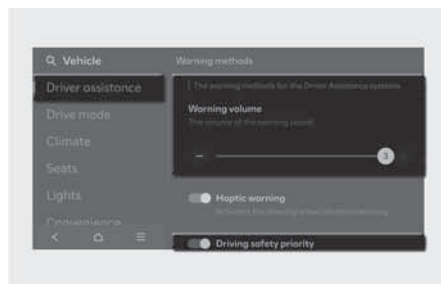 Vehicle
Warning methods
Driver assistance
The warning methods for the Driver Assistance systems
Drive mode
Warning volume
The volume of the warning sound
Climate
3
Seats
Lights
Haptic warning
Convenience
Driving safety priority